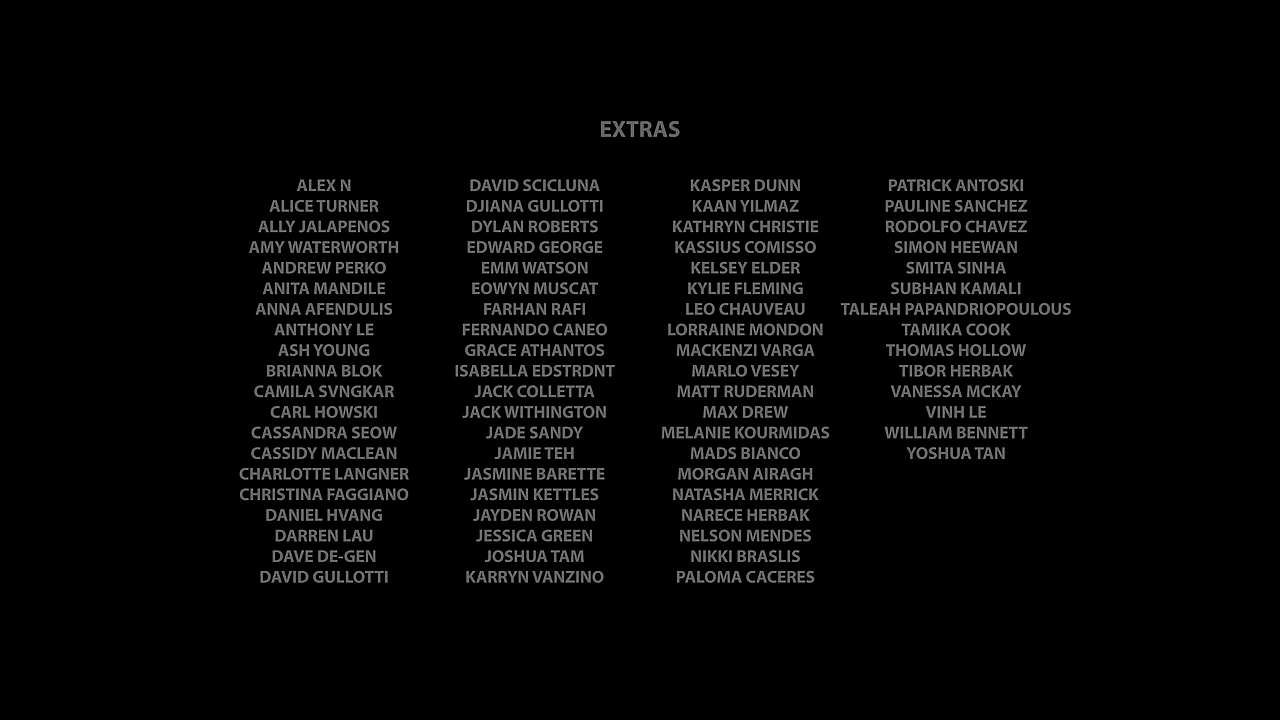 EXTRAS
ALEX N
ALICE TURNER
ALLY JALAPENOS
AMY WATERWORTH
ANDREW PERKO
ANITA MANDILE
ANNA AFENDULIS
ANTHONY LE
ASH YOUNG
BRIANNA BLOK
CAMILA SVNGKAR
CARL HOWSKI
CASSANDRA SEOW
CASSIDY MACLEAN
CHARLOTTE LANGNER
CHRISTINA FAGGIANO
DANIEL HVANG
DARREN LAU
DAVE DE-GEN
DAVID GULLOTTI
DAVID SCICLUNA
DJIANA GULLOTTI
DYLAN ROBERTS
EDWARD GEORGE
EMM WATSON
EOWYN MUSCAT
FARHAN RAFI
FERNANDO CANEO
GRACE ATHANTOS
ISABELLA EDSTRDNT
JACK COLLETTA
JACK WITHINGTON
JADE SANDY
JAMIE TEH
JASMINE BARETTE
JASMIN KETTLES
JAYDEN ROWAN
JESSICA GREEN
JOSHUA TAM
KARRYN VANZINO
KASPER DUNN
KAAN YILMAZ
KATHRYN CHRISTIE
KASSIUS COMISSO
KELSEY ELDER
KYLIE FLEMING
LEO CHAUVEAU
LORRAINE MONDON
MACKENZI VARGA
MARLO VESEY
MATT RUDERMAN
MAX DREW
MELANIE KOURMIDAS
MADS BIANCO
MORGAN AIRAGH
NATASHA MERRICK
NARECE HERBAK
NELSON MENDES
NIKKI BRASLIS
PALOMA CACERES
PATRICK ANTOSKI
PAULINE SANCHEZ
RODOLFO CHAVEZ
SIMON HEEWAN
SMITA SINHA
SUBHAN KAMALI
TALEAH PAPANDRIOPOULOUS
TAMIKA COOK
THOMAS HOLLOW
TIBOR HERBAK
VANESSA MCKAY
VINH LE
WILLIAM BENNETT
YOSHUA TAN